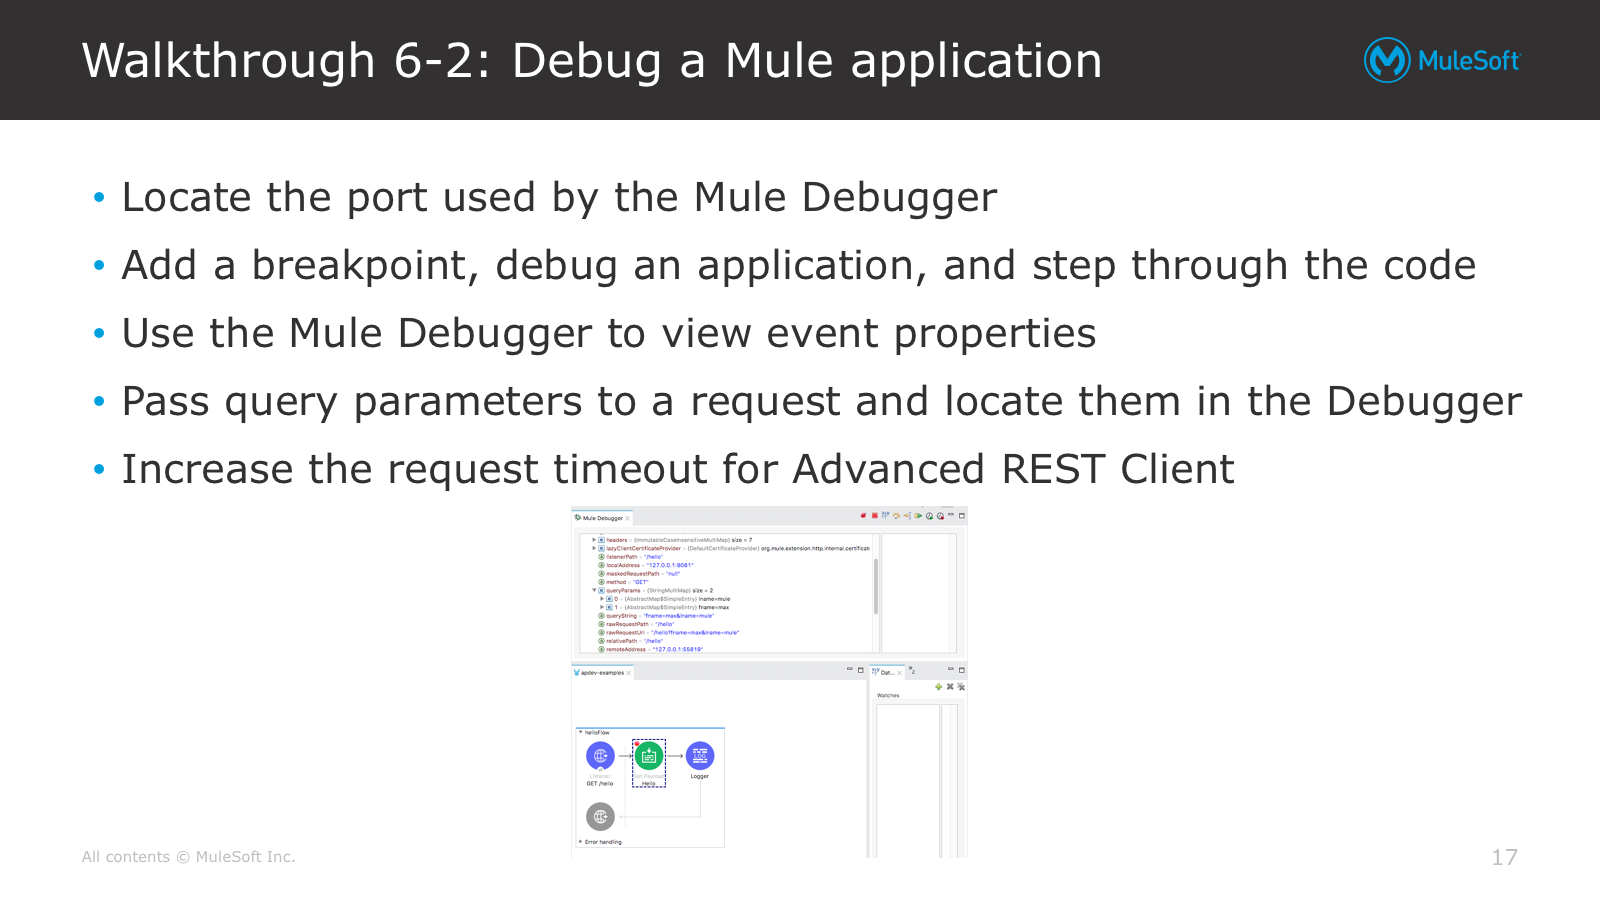 Walkthrough 6-2: Debug a Mule application
MuleSoft
• Locate the port used by the Mule Debugger
• Add a breakpoint, debug an application, and step through the code
• Use the Mule Debugger to view event properties
• Pass query parameters to a request and locate them in the Debugger
• Increase the request timeout for Advanced REST Client
Mule Debugger
headers = {ImmutableCaseInsensitiveMultiMap} size = 7
lazyClientCertificateProvider = {DefaultCertificateProvider} org.mule.extension.http.internal.certificat
listenerPath = "/hello"
localAddress = "127.0.0.1:8081"
maskedRequestPath = "null"
method = "GET"
queryParams = {StringMultiMap} size = 2
0 = {AbstractMap$SimpleEntry} lname=mule
1 = {AbstractMap$SimpleEntry} fname=max
queryString = "fname=max&lname=mule"
rawRequestPath = "/hello"
rawRequestUri = "/hello?fname=max&lname=mule"
relativePath = "/hello"
remoteAddress = "127.0.0.1:55819"
apdev-examples
Dat...
2
Watches
helloFlow
LOG
Listener
Set Payload
Logger
GET /hello
Hello
Error handling
All contents © MuleSoft Inc.
17